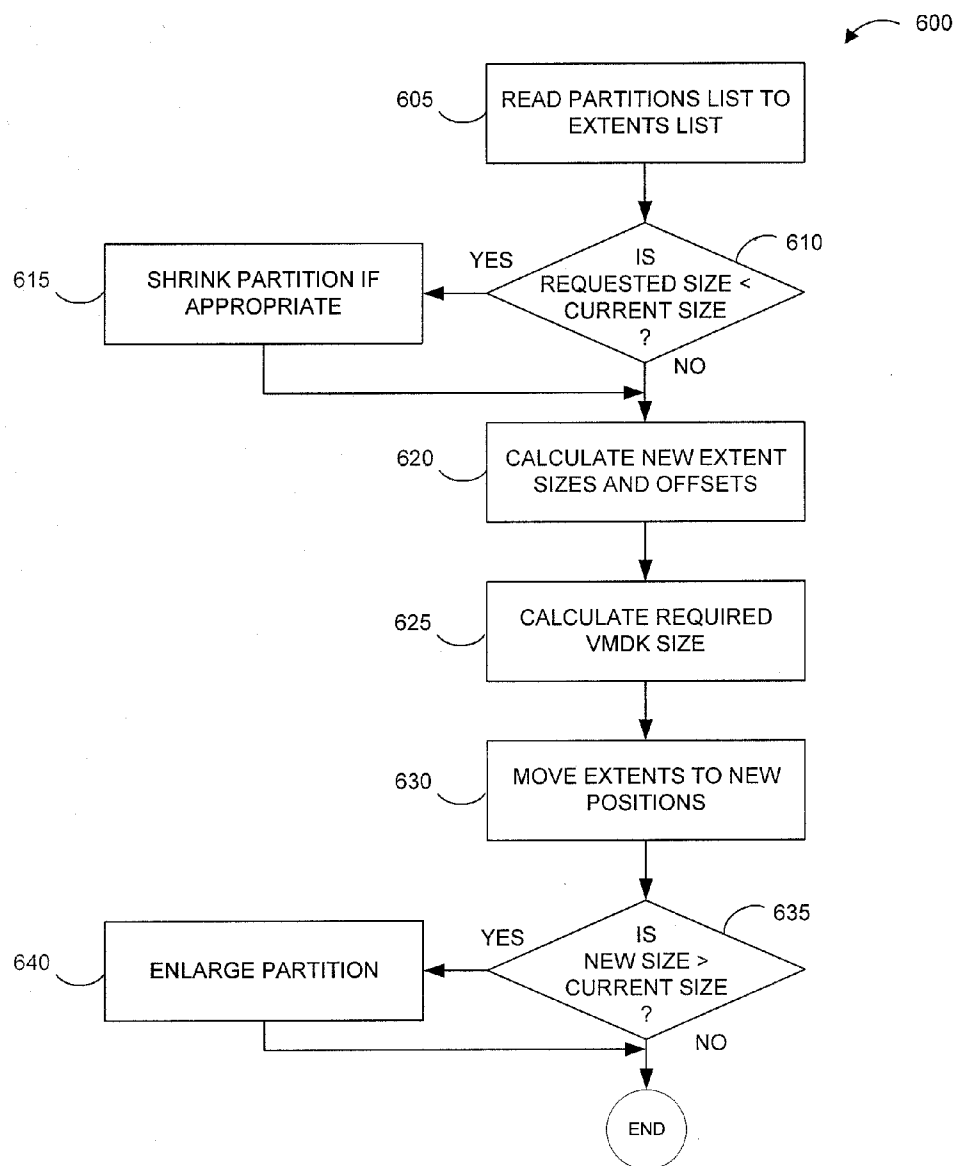 600
605
READ PARTITIONS LIST TO
EXTENTS LIST
610
YES
IS
REQUESTED SIZE <
CURRENT SIZE
?
NO
615
SHRINK PARTITION IF
APPROPRIATE
620
CALCULATE NEW EXTENT
SIZES AND OFFSETS
625
CALCULATE REQUIRED
VMDK SIZE
630
MOVE EXTENTS TO NEW
POSITIONS
635
YES
IS
NEW SIZE >
CURRENT SIZE
?
NO
640
ENLARGE PARTITION
END